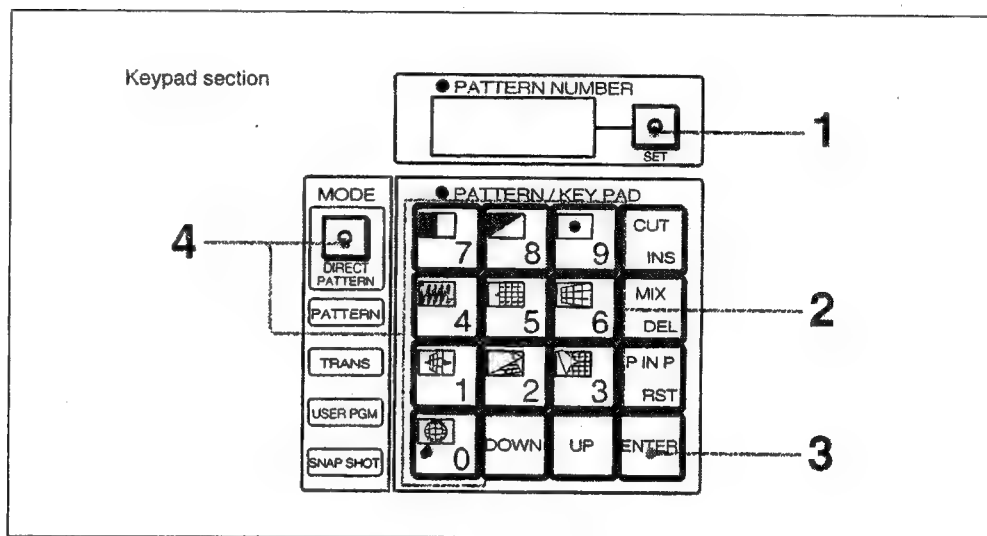 Keypad section
PATTERN NUMBER
SET
1
MODE
DIRECT
PATTERN
PATTERN
TRANS
USER PGM
SNAP SHOT
4
PATTERN / KEY PAD
7
8
9
CUT
INS
4
5
6
MIX
DEL
2
1
2
3
P IN P
RST
0
DOWN
UP
ENTER
3